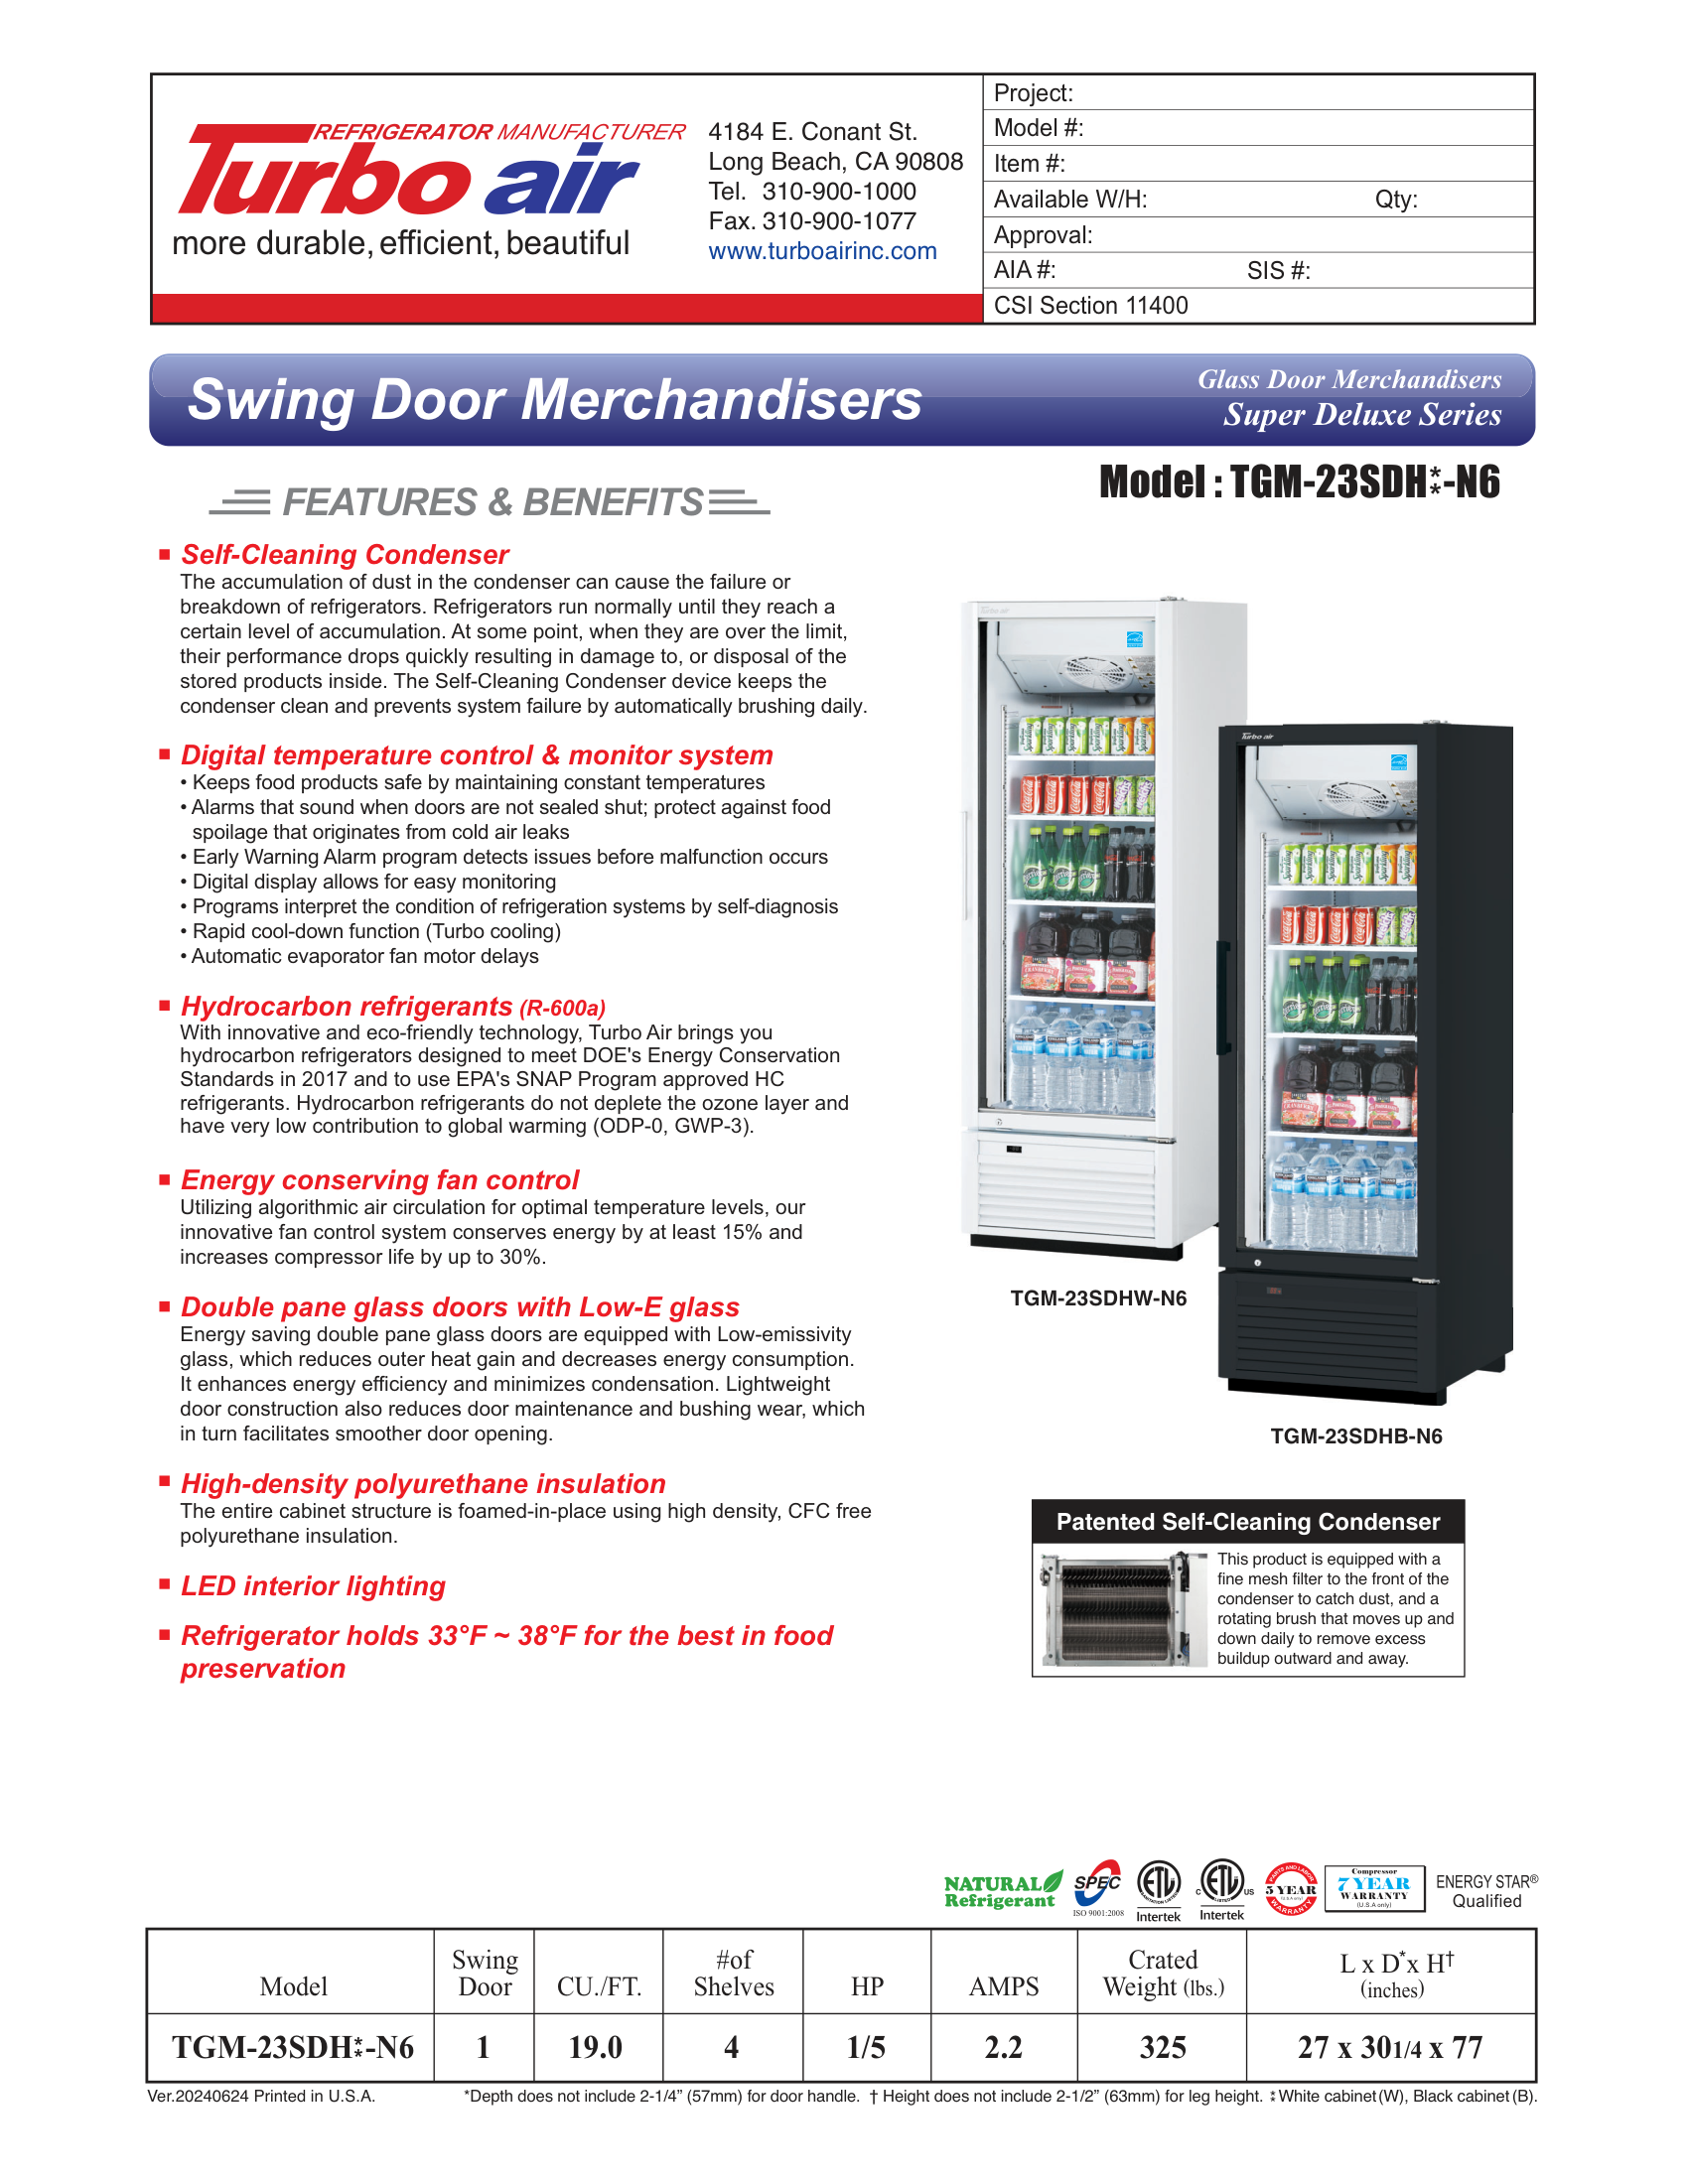 REFRIGERATOR MANUFACTURER
Turbo air
more durable, efficient, beautiful
4184 E. Conant St.
Long Beach, CA 90808
Tel. 310-900-1000
Fax. 310-900-1077
www.turboairinc.com
Project:
Model #:
Item #:
Available W/H: Qty:
Approval:
AIA #: SIS #:
CSI Section 11400
Swing Door Merchandisers
Glass Door Merchandisers
Super Deluxe Series
Model : TGM-23SDH⁑-N6
FEATURES & BENEFITS
Self-Cleaning Condenser
The accumulation of dust in the condenser can cause the failure or
breakdown of refrigerators. Refrigerators run normally until they reach a
certain level of accumulation. At some point, when they are over the limit,
their performance drops quickly resulting in damage to, or disposal of the
stored products inside. The Self-Cleaning Condenser device keeps the
condenser clean and prevents system failure by automatically brushing daily.
Digital temperature control & monitor system
• Keeps food products safe by maintaining constant temperatures
• Alarms that sound when doors are not sealed shut; protect against food
spoilage that originates from cold air leaks
• Early Warning Alarm program detects issues before malfunction occurs
• Digital display allows for easy monitoring
• Programs interpret the condition of refrigeration systems by self-diagnosis
• Rapid cool-down function (Turbo cooling)
• Automatic evaporator fan motor delays
Hydrocarbon refrigerants (R-600a)
With innovative and eco-friendly technology, Turbo Air brings you
hydrocarbon refrigerators designed to meet DOE's Energy Conservation
Standards in 2017 and to use EPA's SNAP Program approved HC
refrigerants. Hydrocarbon refrigerants do not deplete the ozone layer and
have very low contribution to global warming (ODP-0, GWP-3).
Energy conserving fan control
Utilizing algorithmic air circulation for optimal temperature levels, our
innovative fan control system conserves energy by at least 15% and
increases compressor life by up to 30%.
Double pane glass doors with Low-E glass
Energy saving double pane glass doors are equipped with Low-emissivity
glass, which reduces outer heat gain and decreases energy consumption.
It enhances energy efficiency and minimizes condensation. Lightweight
door construction also reduces door maintenance and bushing wear, which
in turn facilitates smoother door opening.
High-density polyurethane insulation
The entire cabinet structure is foamed-in-place using high density, CFC free
polyurethane insulation.
LED interior lighting
Refrigerator holds 33°F ~ 38°F for the best in food
preservation
Turbo air
Turbo air
TGM-23SDHW-N6
TGM-23SDHB-N6
Patented Self-Cleaning Condenser
This product is equipped with a
fine mesh filter to the front of the
condenser to catch dust, and a
rotating brush that moves up and
down daily to remove excess
buildup outward and away.
NATURAL
Refrigerant
SPEC
ISO 9001:2008
ETL
SANITATION LISTED
Intertek
C ETL US
LISTED
Intertek
PARTS AND LABOR
5 YEAR
(U.S.A only)
WARRANTY
Compressor
7 YEAR
WARRANTY
(U.S.A only)
ENERGY STAR®
Qualified
Model Swing Door CU./FT. #of Shelves HP AMPS Crated Weight (lbs.) L x D* x H† (inches)
TGM-23SDH⁑-N6 1 19.0 4 1/5 2.2 325 27 x 301/4 x 77
Ver.20240624 Printed in U.S.A. *Depth does not include 2-1/4” (57mm) for door handle. † Height does not include 2-1/2” (63mm) for leg height. ⁑ White cabinet (W), Black cabinet (B).